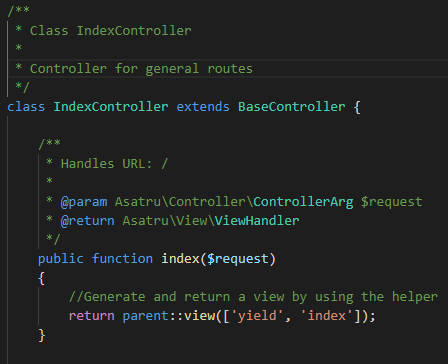 /**
 * Class IndexController
 *
 * Controller for general routes
 */
class IndexController extends BaseController {
    /**
     * Handles URL: /
     *
     * @param Asatru\Controller\ControllerArg $request
     * @return Asatru\View\ViewHandler
     */
    public function index($request)
    {
        //Generate and return a view by using the helper
        return parent::view(['yield', 'index']);
    }